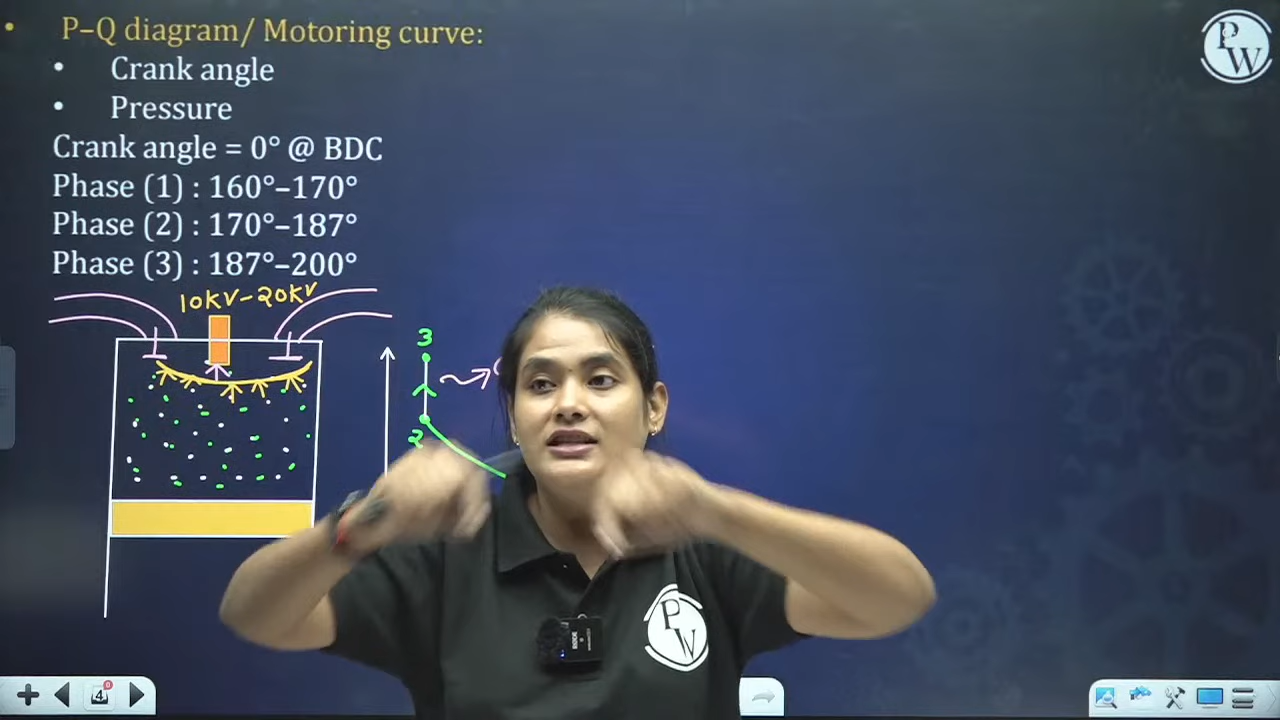 P–Q diagram/ Motoring curve:
Crank angle
Pressure
Crank angle = 0° @ BDC
Phase (1) : 160°–170°
Phase (2) : 170°–187°
Phase (3) : 187°–200°
10KV-20KV
3
2
PW
PW
4